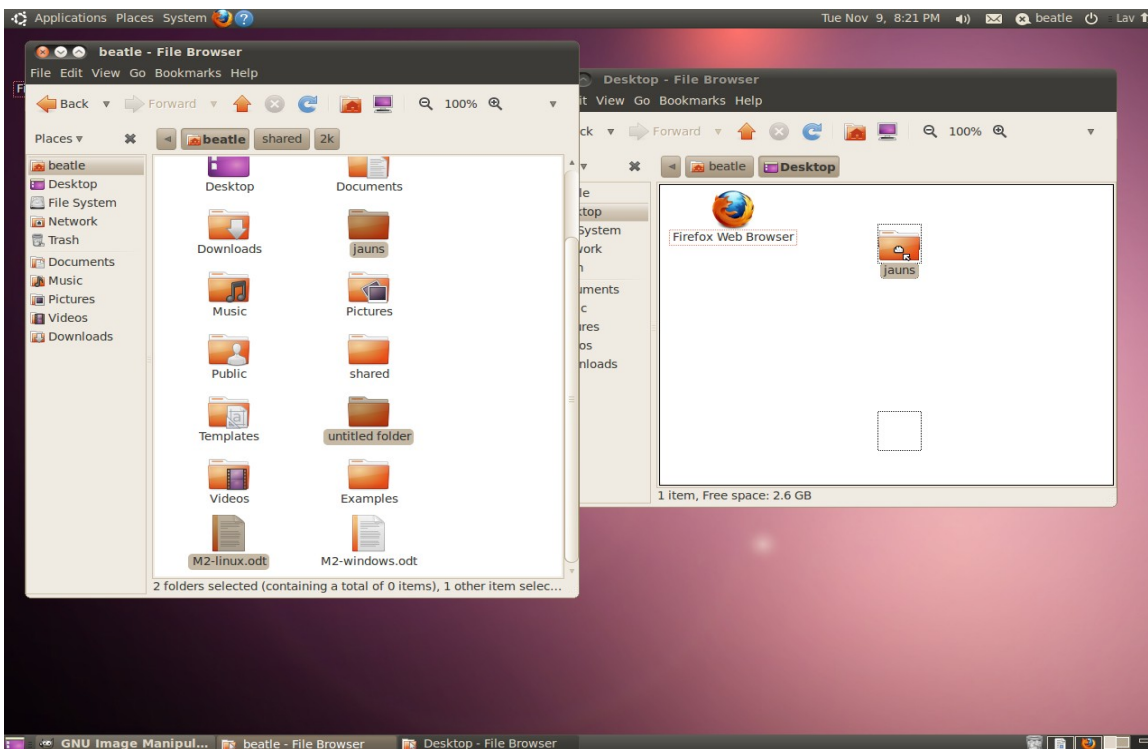 Applications Places System
Tue Nov 9, 8:21 PM beatle Lav
beatle - File Browser
File Edit View Go Bookmarks Help
Back Forward 100%
Places
beatle shared 2k
beatle
Desktop
File System
Network
Trash
Documents
Music
Pictures
Videos
Downloads
Desktop Documents
Downloads jauns
Music Pictures
Public shared
Templates untitled folder
Videos Examples
M2-linux.odt M2-windows.odt
2 folders selected (containing a total of 0 items), 1 other item selec...
Desktop - File Browser
it View Go Bookmarks Help
ck Forward 100%
beatle Desktop
le
top
System
work
uments
c
res
os
nloads
Firefox Web Browser
jauns
1 item, Free space: 2.6 GB
GNU Image Manipul... beatle - File Browser Desktop - File Browser